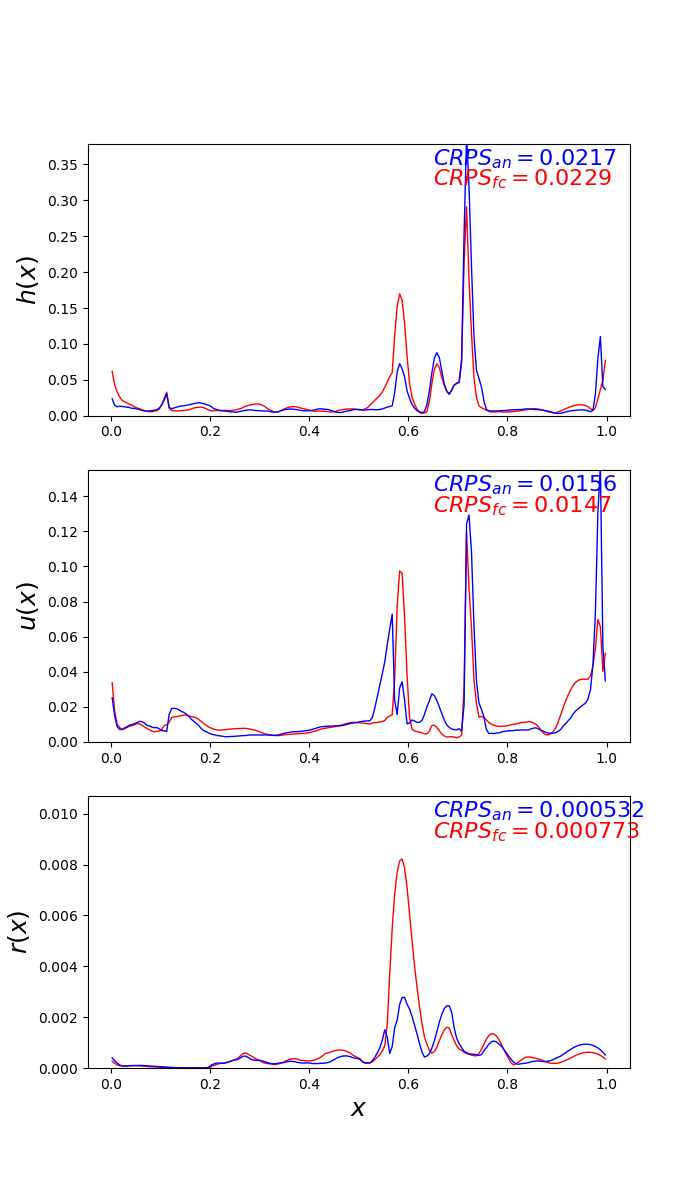 CRPS_an = 0.0217
CRPS_fc = 0.0229
0.35
0.30
0.25
0.20
0.15
0.10
0.05
0.00
h(x)
0.0 0.2 0.4 0.6 0.8 1.0
CRPS_an = 0.0156
CRPS_fc = 0.0147
0.14
0.12
0.10
0.08
0.06
0.04
0.02
0.00
u(x)
0.0 0.2 0.4 0.6 0.8 1.0
CRPS_an = 0.000532
CRPS_fc = 0.000773
0.010
0.008
0.006
0.004
0.002
0.000
r(x)
0.0 0.2 0.4 0.6 0.8 1.0
x